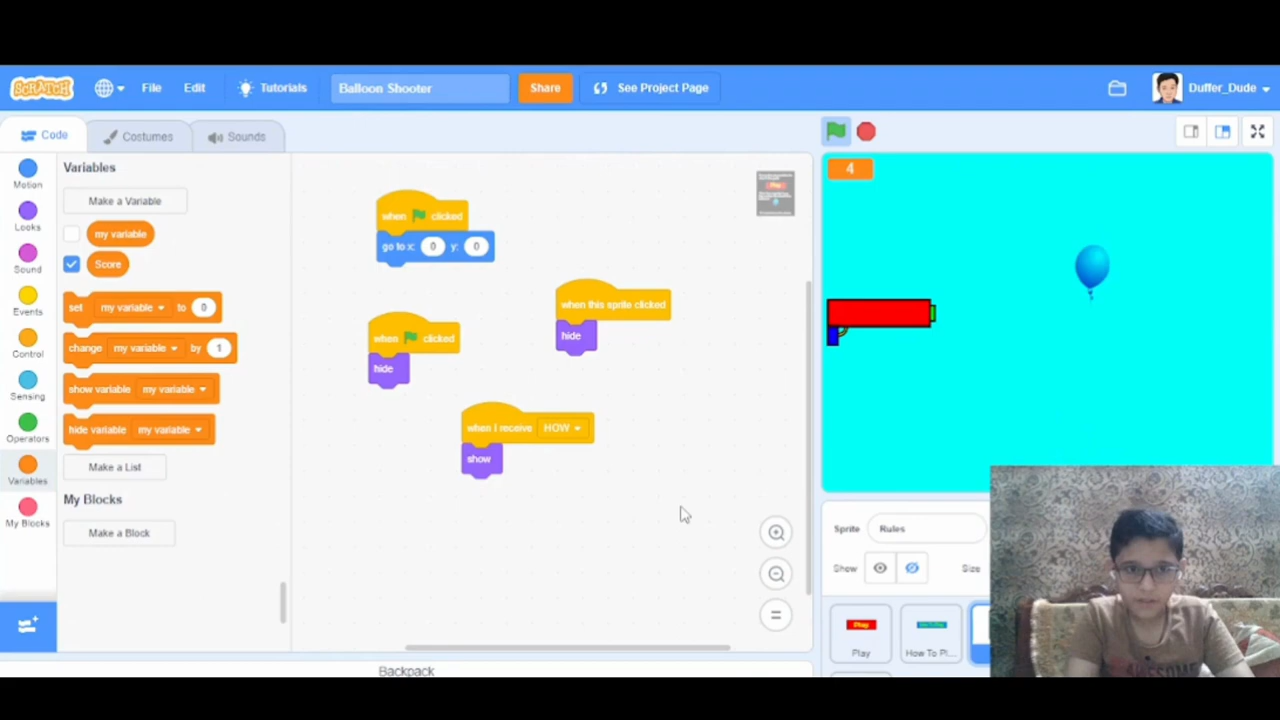 SCRATCH File Edit Tutorials Balloon Shooter Share See Project Page Duffer_Dude
Code Costumes Sounds
Motion
Looks
Sound
Events
Control
Sensing
Operators
Variables
My Blocks
Variables
Make a Variable
my variable
Score
set my variable to 0
change my variable by 1
show variable my variable
hide variable my variable
Make a List
My Blocks
Make a Block
when clicked
go to x: 0 y: 0
when this sprite clicked
hide
when clicked
hide
when I receive HOW
show
Backpack
4
Sprite Rules
Show Size
Play
How To Pl...
AWESOME